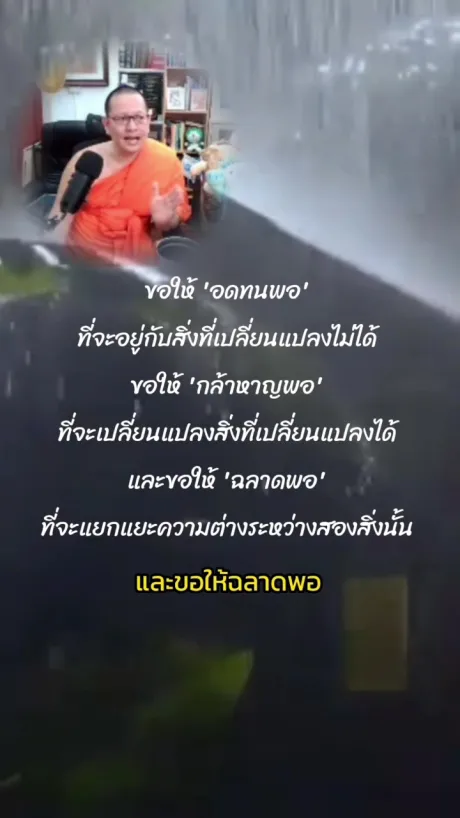 ขอให้ 'อดทนพอ'
ที่จะอยู่กับสิ่งที่เปลี่ยนแปลงไม่ได้
ขอให้ 'กล้าหาญพอ'
ที่จะเปลี่ยนแปลงสิ่งที่เปลี่ยนแปลงได้
และขอให้ 'ฉลาดพอ'
ที่จะแยกแยะความต่างระหว่างสองสิ่งนั้น
และขอให้ฉลาดพอ